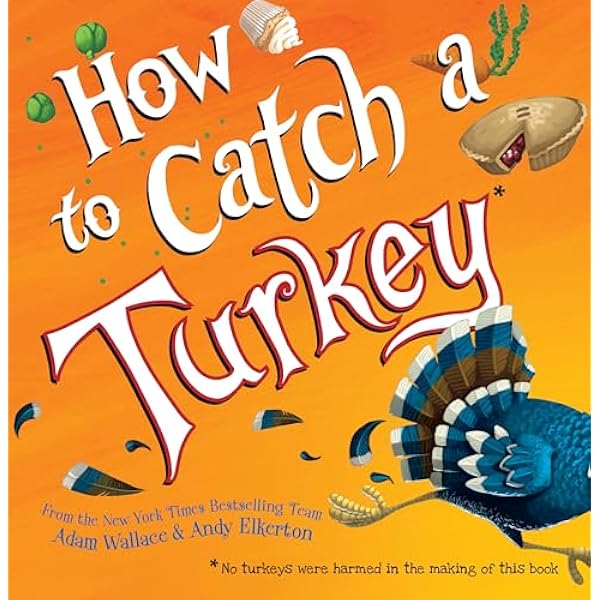 How
to Catch a
Turkey*
From the New York Times Bestselling Team
Adam Wallace & Andy Elkerton
*No turkeys were harmed in the making of this book